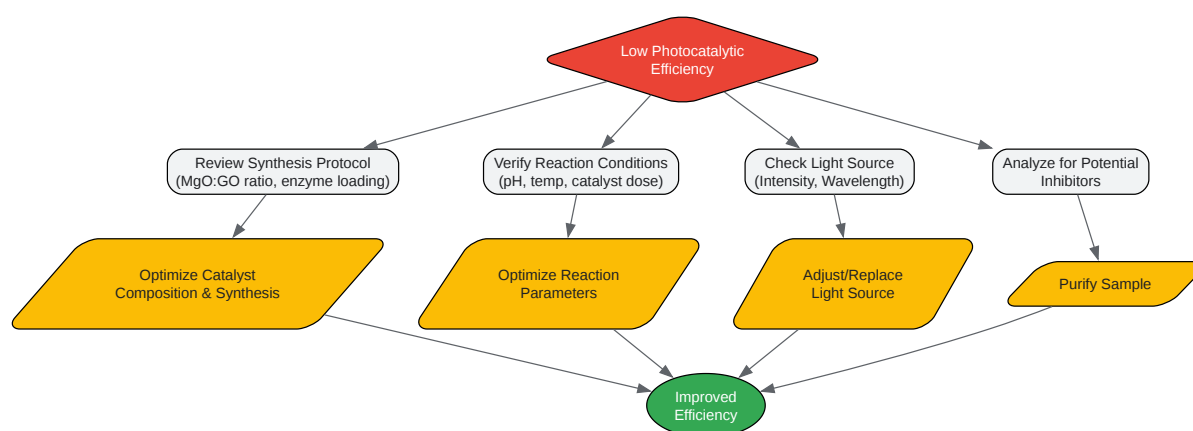 Low Photocatalytic
Efficiency
Review Synthesis Protocol
(MgO:GO ratio, enzyme loading)
Verify Reaction Conditions
(pH, temp, catalyst dose)
Check Light Source
(Intensity, Wavelength)
Analyze for Potential
Inhibitors
Optimize Catalyst
Composition & Synthesis
Optimize Reaction
Parameters
Adjust/Replace
Light Source
Purify Sample
Improved
Efficiency